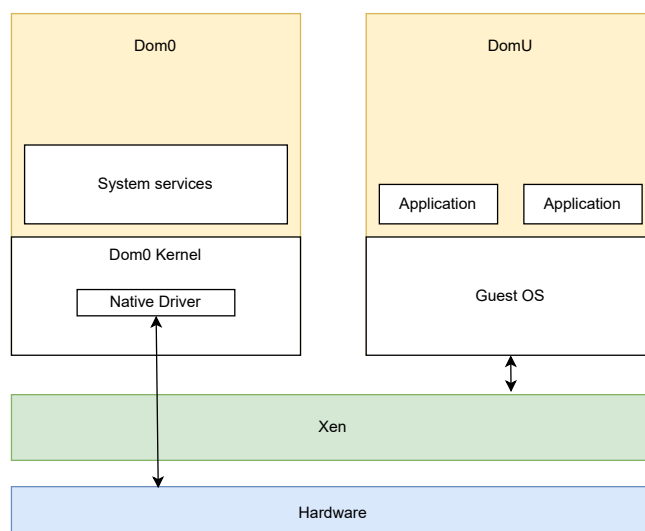 Dom0
DomU
System services
Application
Application
Dom0 Kernel
Native Driver
Guest OS
Xen
Hardware